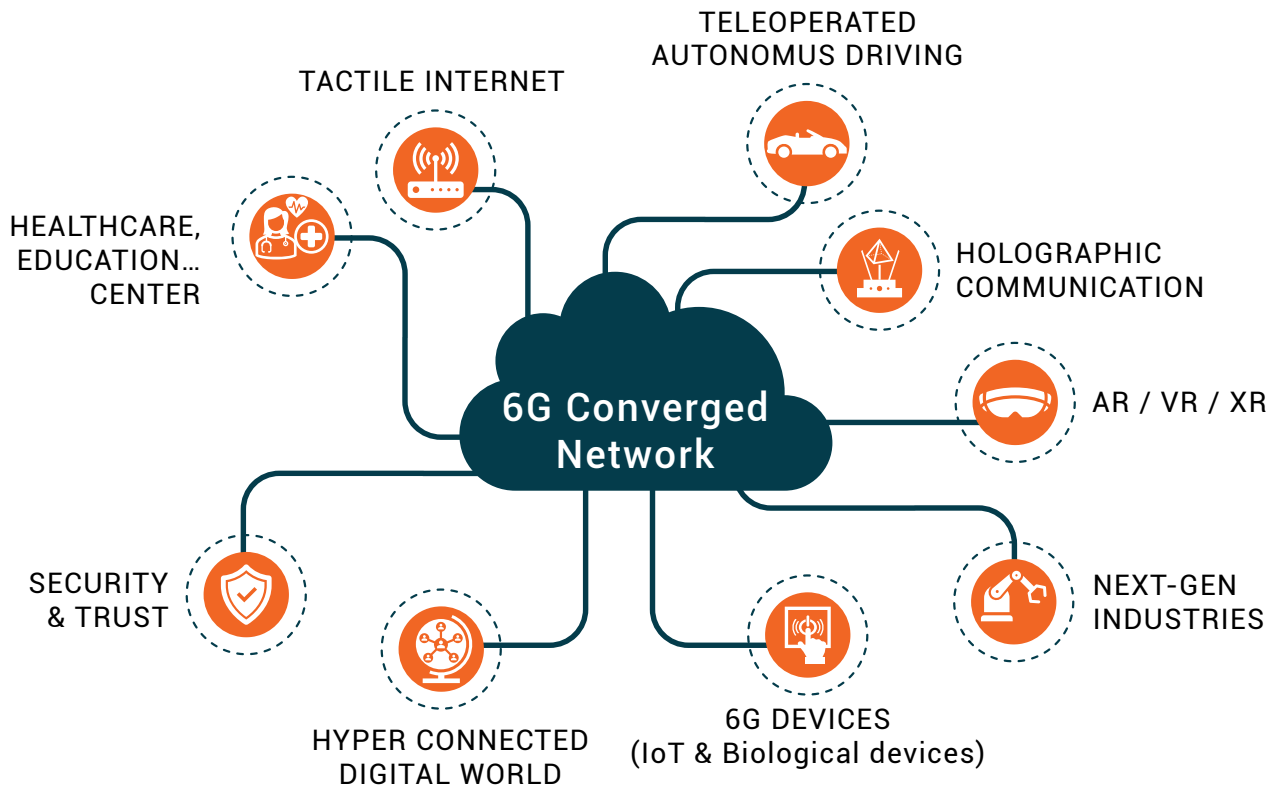 TELEOPERATED
AUTONOMUS DRIVING
TACTILE INTERNET
HEALTHCARE,
EDUCATION…
CENTER
HOLOGRAPHIC
COMMUNICATION
6G Converged
Network
AR / VR / XR
SECURITY
& TRUST
NEXT-GEN
INDUSTRIES
HYPER CONNECTED
DIGITAL WORLD
6G DEVICES
(IoT & Biological devices)